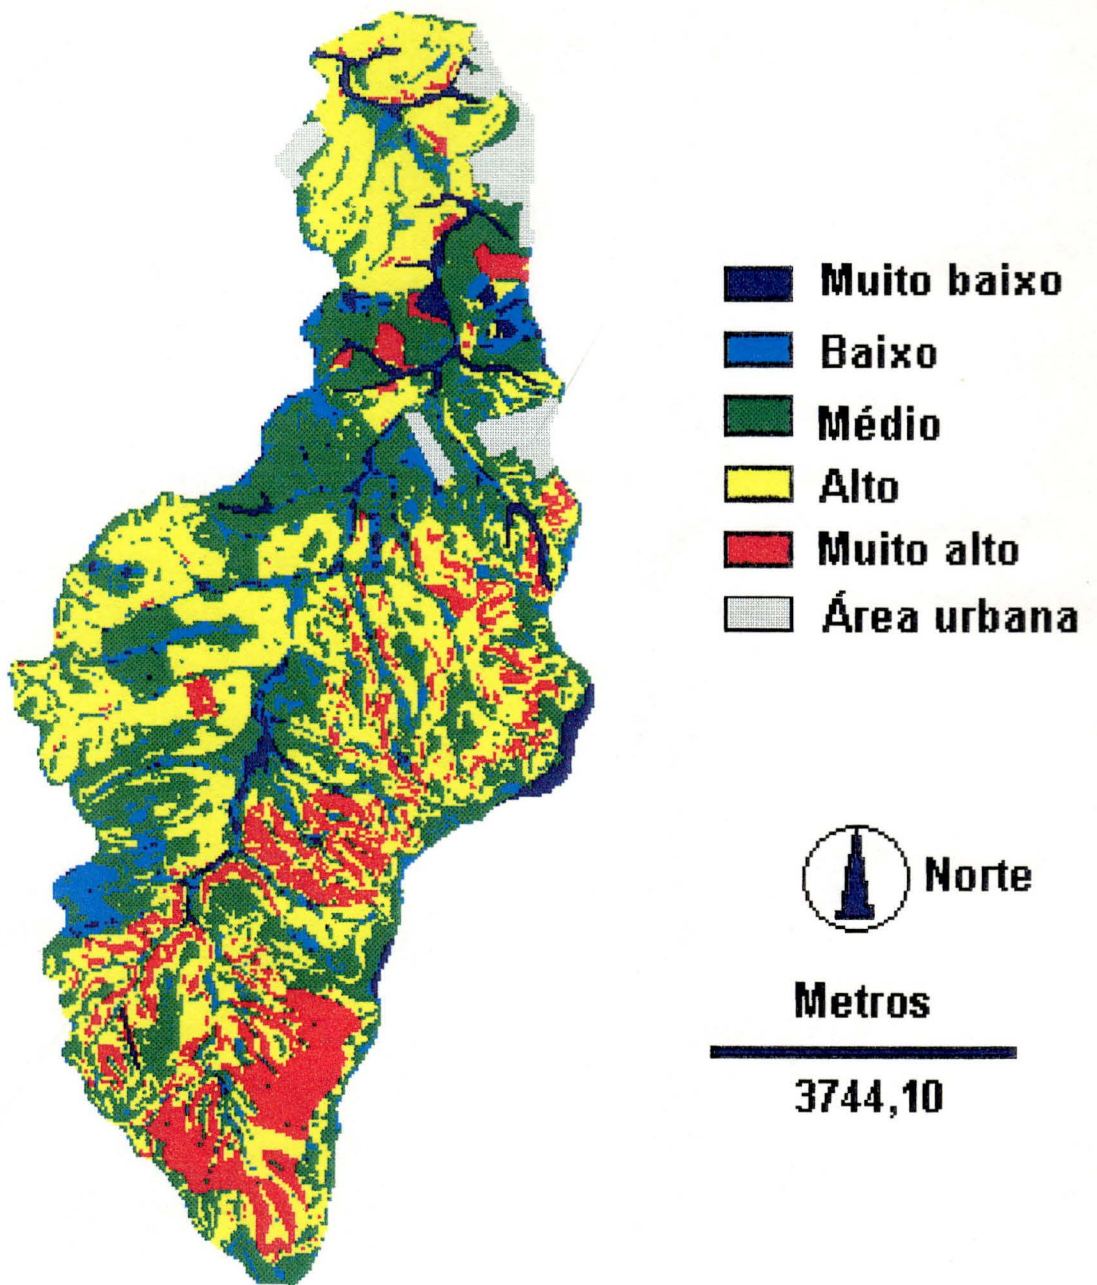 Muito baixo
Baixo
Médio
Alto
Muito alto
Área urbana
Norte
Metros
3744,10